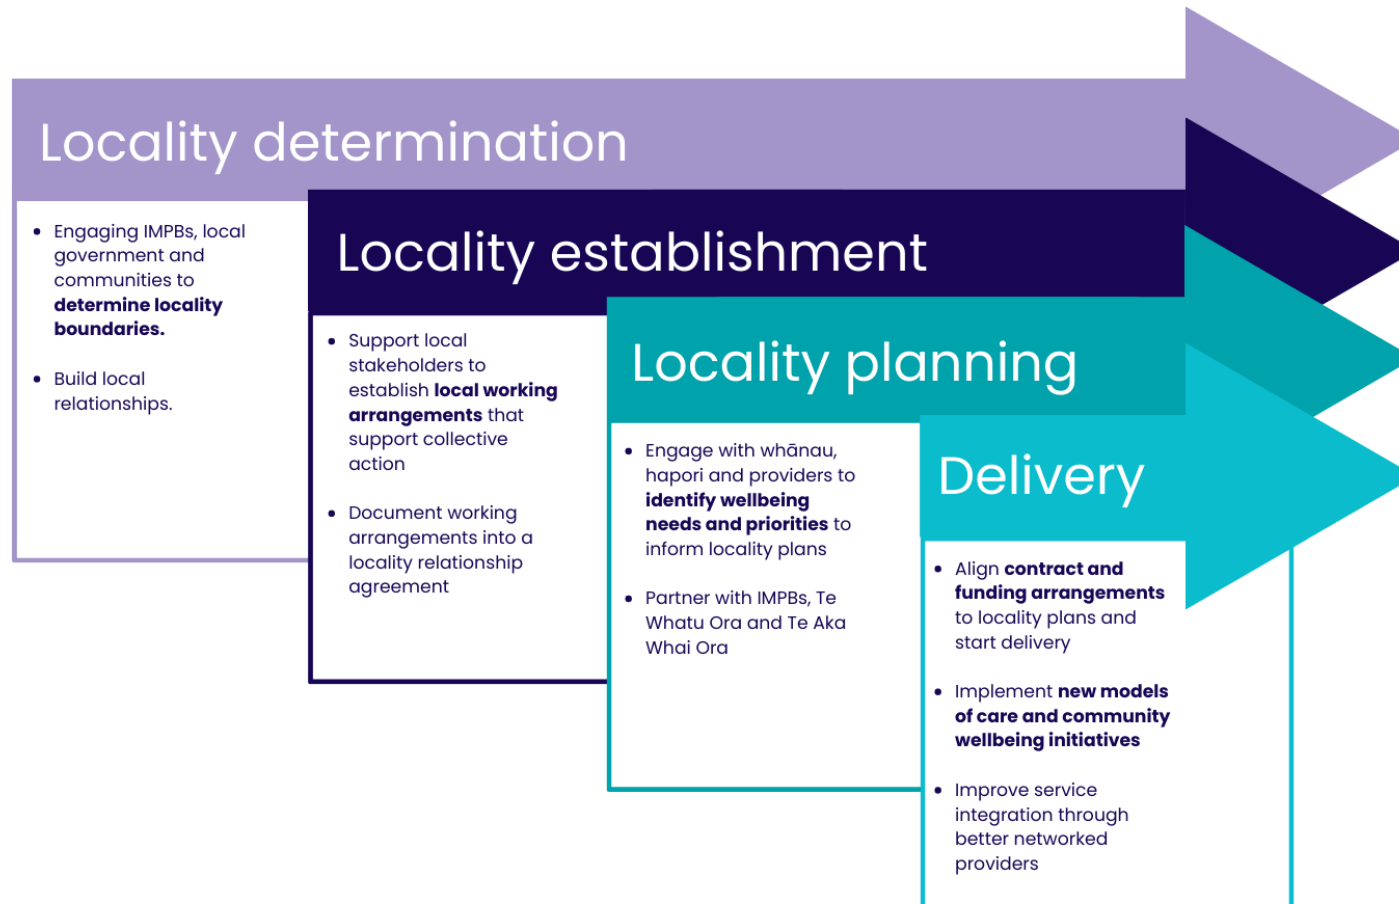 Locality determination
• Engaging IMPBs, local
government and
communities to
determine locality
boundaries.
• Build local
relationships.
Locality establishment
• Support local
stakeholders to
establish local working
arrangements that
support collective
action
• Document working
arrangements into a
locality relationship
agreement
Locality planning
• Engage with whānau,
hapori and providers to
identify wellbeing
needs and priorities to
inform locality plans
• Partner with IMPBs, Te
Whatu Ora and Te Aka
Whai Ora
Delivery
• Align contract and
funding arrangements
to locality plans and
start delivery
• Implement new models
of care and community
wellbeing initiatives
• Improve service
integration through
better networked
providers